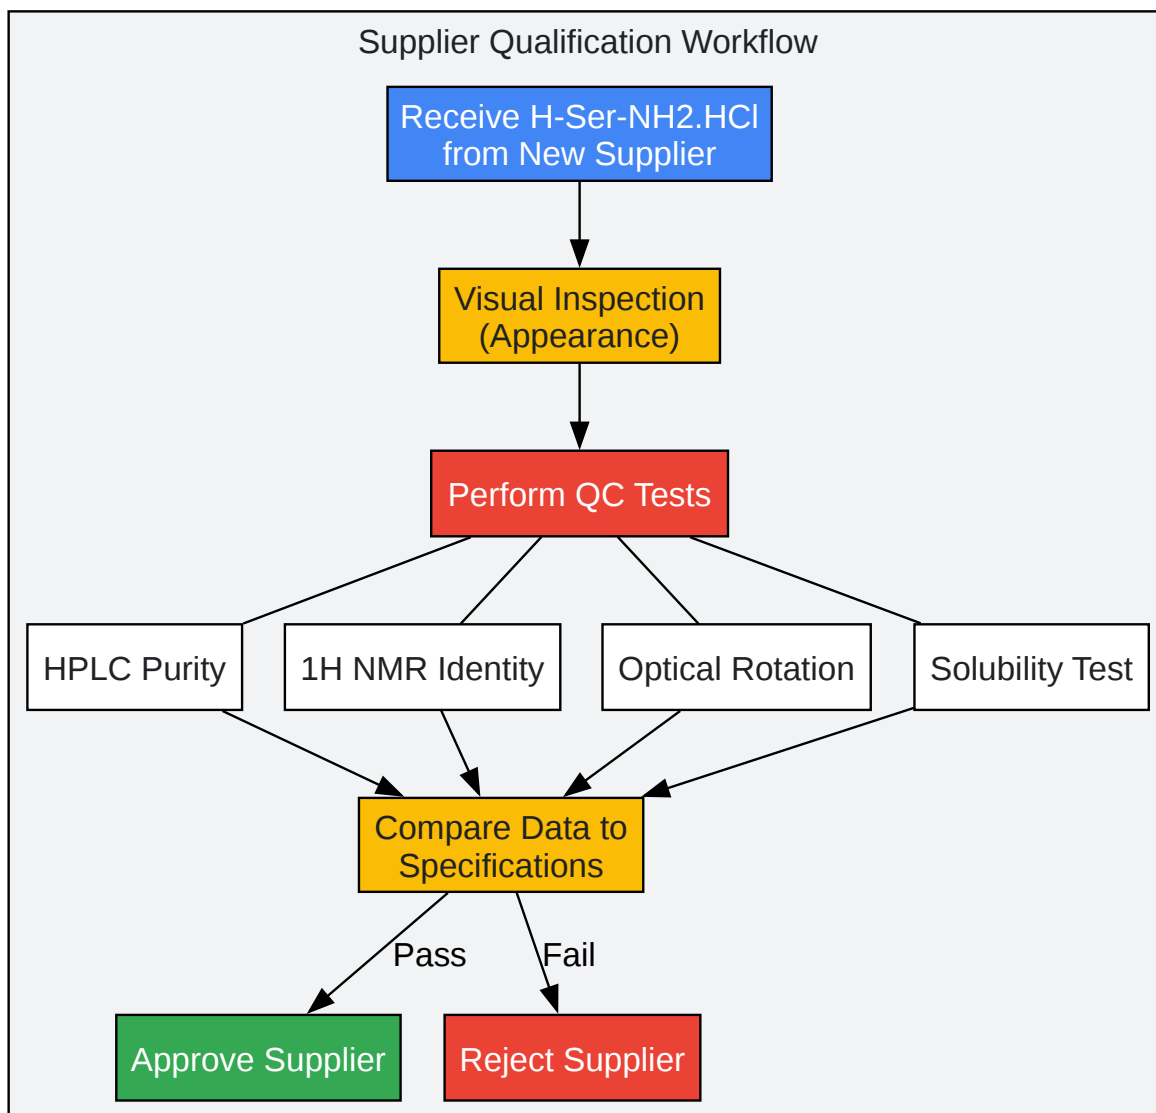 Supplier Qualification Workflow
Receive H-Ser-NH2.HCl
from New Supplier
Visual Inspection
(Appearance)
Perform QC Tests
HPLC Purity
1H NMR Identity
Optical Rotation
Solubility Test
Compare Data to
Specifications
Pass
Fail
Approve Supplier
Reject Supplier